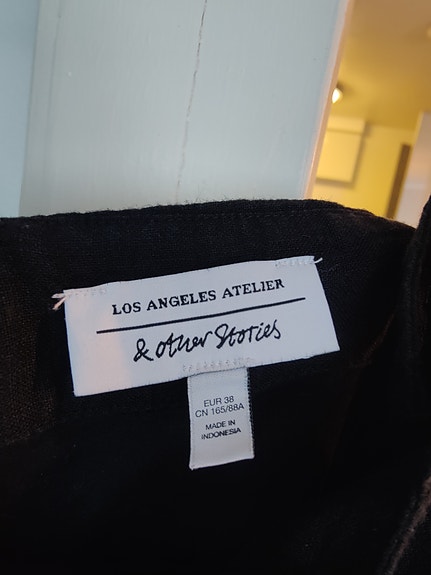 LOS ANGELES ATELIER
& other Stories
EUR 38
CN 165/88A
MADE IN
INDONESIA